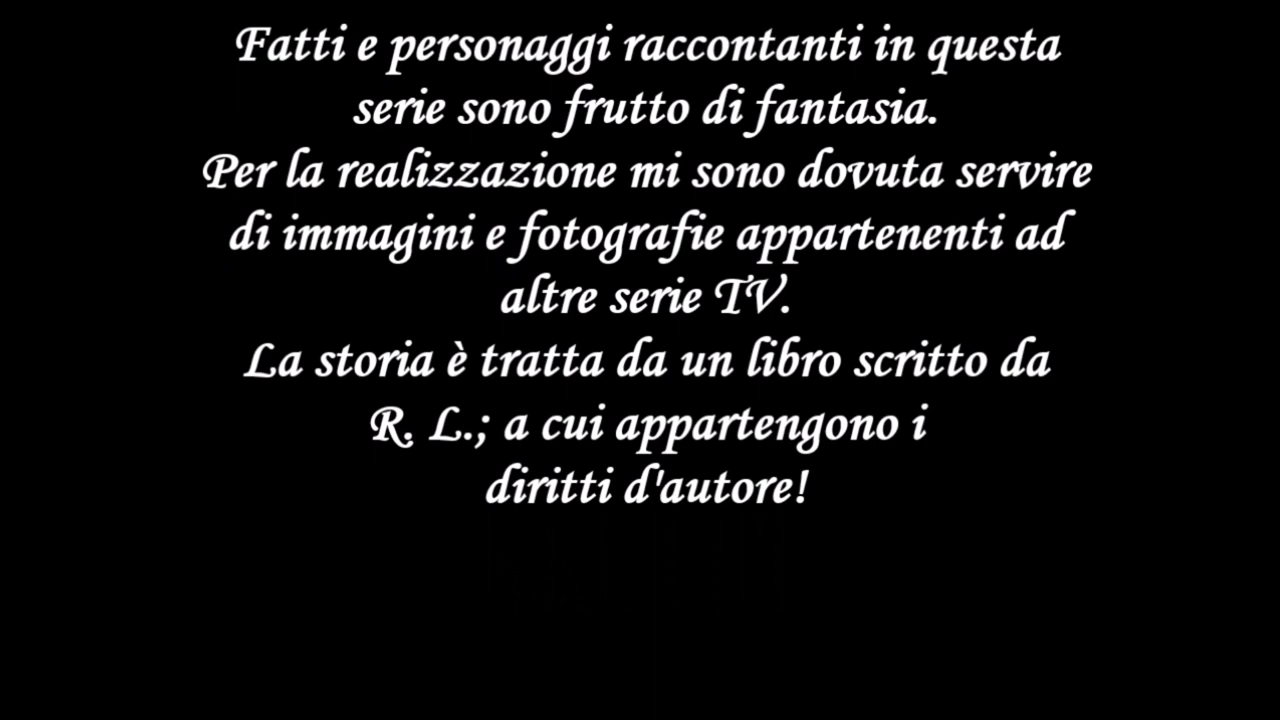 Fatti e personaggi raccontanti in questa
serie sono frutto di fantasia.
Per la realizzazione mi sono dovuta servire
di immagini e fotografie appartenenti ad
altre serie TV.
La storia è tratta da un libro scritto da
R. L.; a cui appartengono i
diritti d'autore!